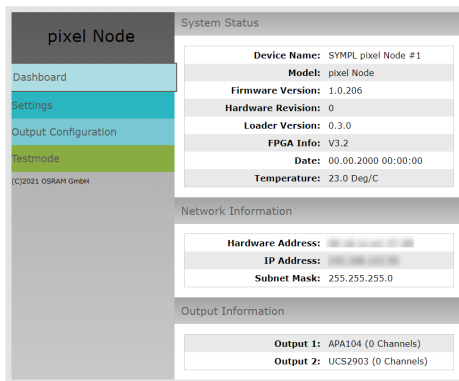 pixel Node
Dashboard
Settings
Output Configuration
Testmode
(C)2021 OSRAM GmbH
System Status
Device Name: SYMPL pixel Node #1
Model: pixel Node
Firmware Version: 1.0.206
Hardware Revision: 0
Loader Version: 0.3.0
FPGA Info: V3.2
Date: 00.00.2000 00:00:00
Temperature: 23.0 Deg/C
Network Information
Hardware Address:
IP Address:
Subnet Mask: 255.255.255.0
Output Information
Output 1: APA104 (0 Channels)
Output 2: UCS2903 (0 Channels)